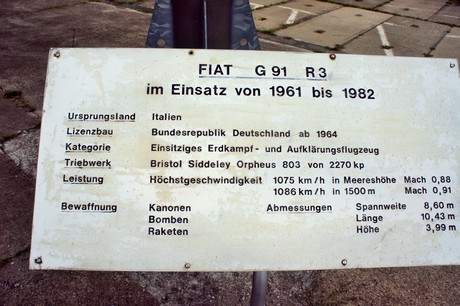 FIAT G 91 R 3
im Einsatz von 1961 bis 1982
Ursprungsland Italien
Lizenzbau Bundesrepublik Deutschland ab 1964
Kategorie Einsitziges Erdkampf- und Aufklärungsflugzeug
Triebwerk Bristol Siddeley Orpheus 803 von 2270 kp
Leistung Höchstgeschwindigkeit 1075 km/h in Meereshöhe Mach 0,88
1086 km/h in 1500 m Mach 0,91
Bewaffnung Kanonen Abmessungen Spannweite 8,60 m
Bomben Länge 10,43 m
Raketen Höhe 3,99 m